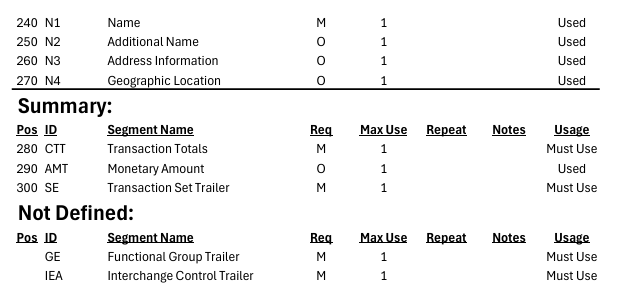 240 N1 Name M 1 Used
250 N2 Additional Name O 1 Used
260 N3 Address Information O 1 Used
270 N4 Geographic Location O 1 Used
Summary:
Pos ID Segment Name Req Max Use Repeat Notes Usage
280 CTT Transaction Totals M 1 Must Use
290 AMT Monetary Amount O 1 Used
300 SE Transaction Set Trailer M 1 Must Use
Not Defined:
Pos ID Segment Name Req Max Use Repeat Notes Usage
GE Functional Group Trailer M 1 Must Use
IEA Interchange Control Trailer M 1 Must Use